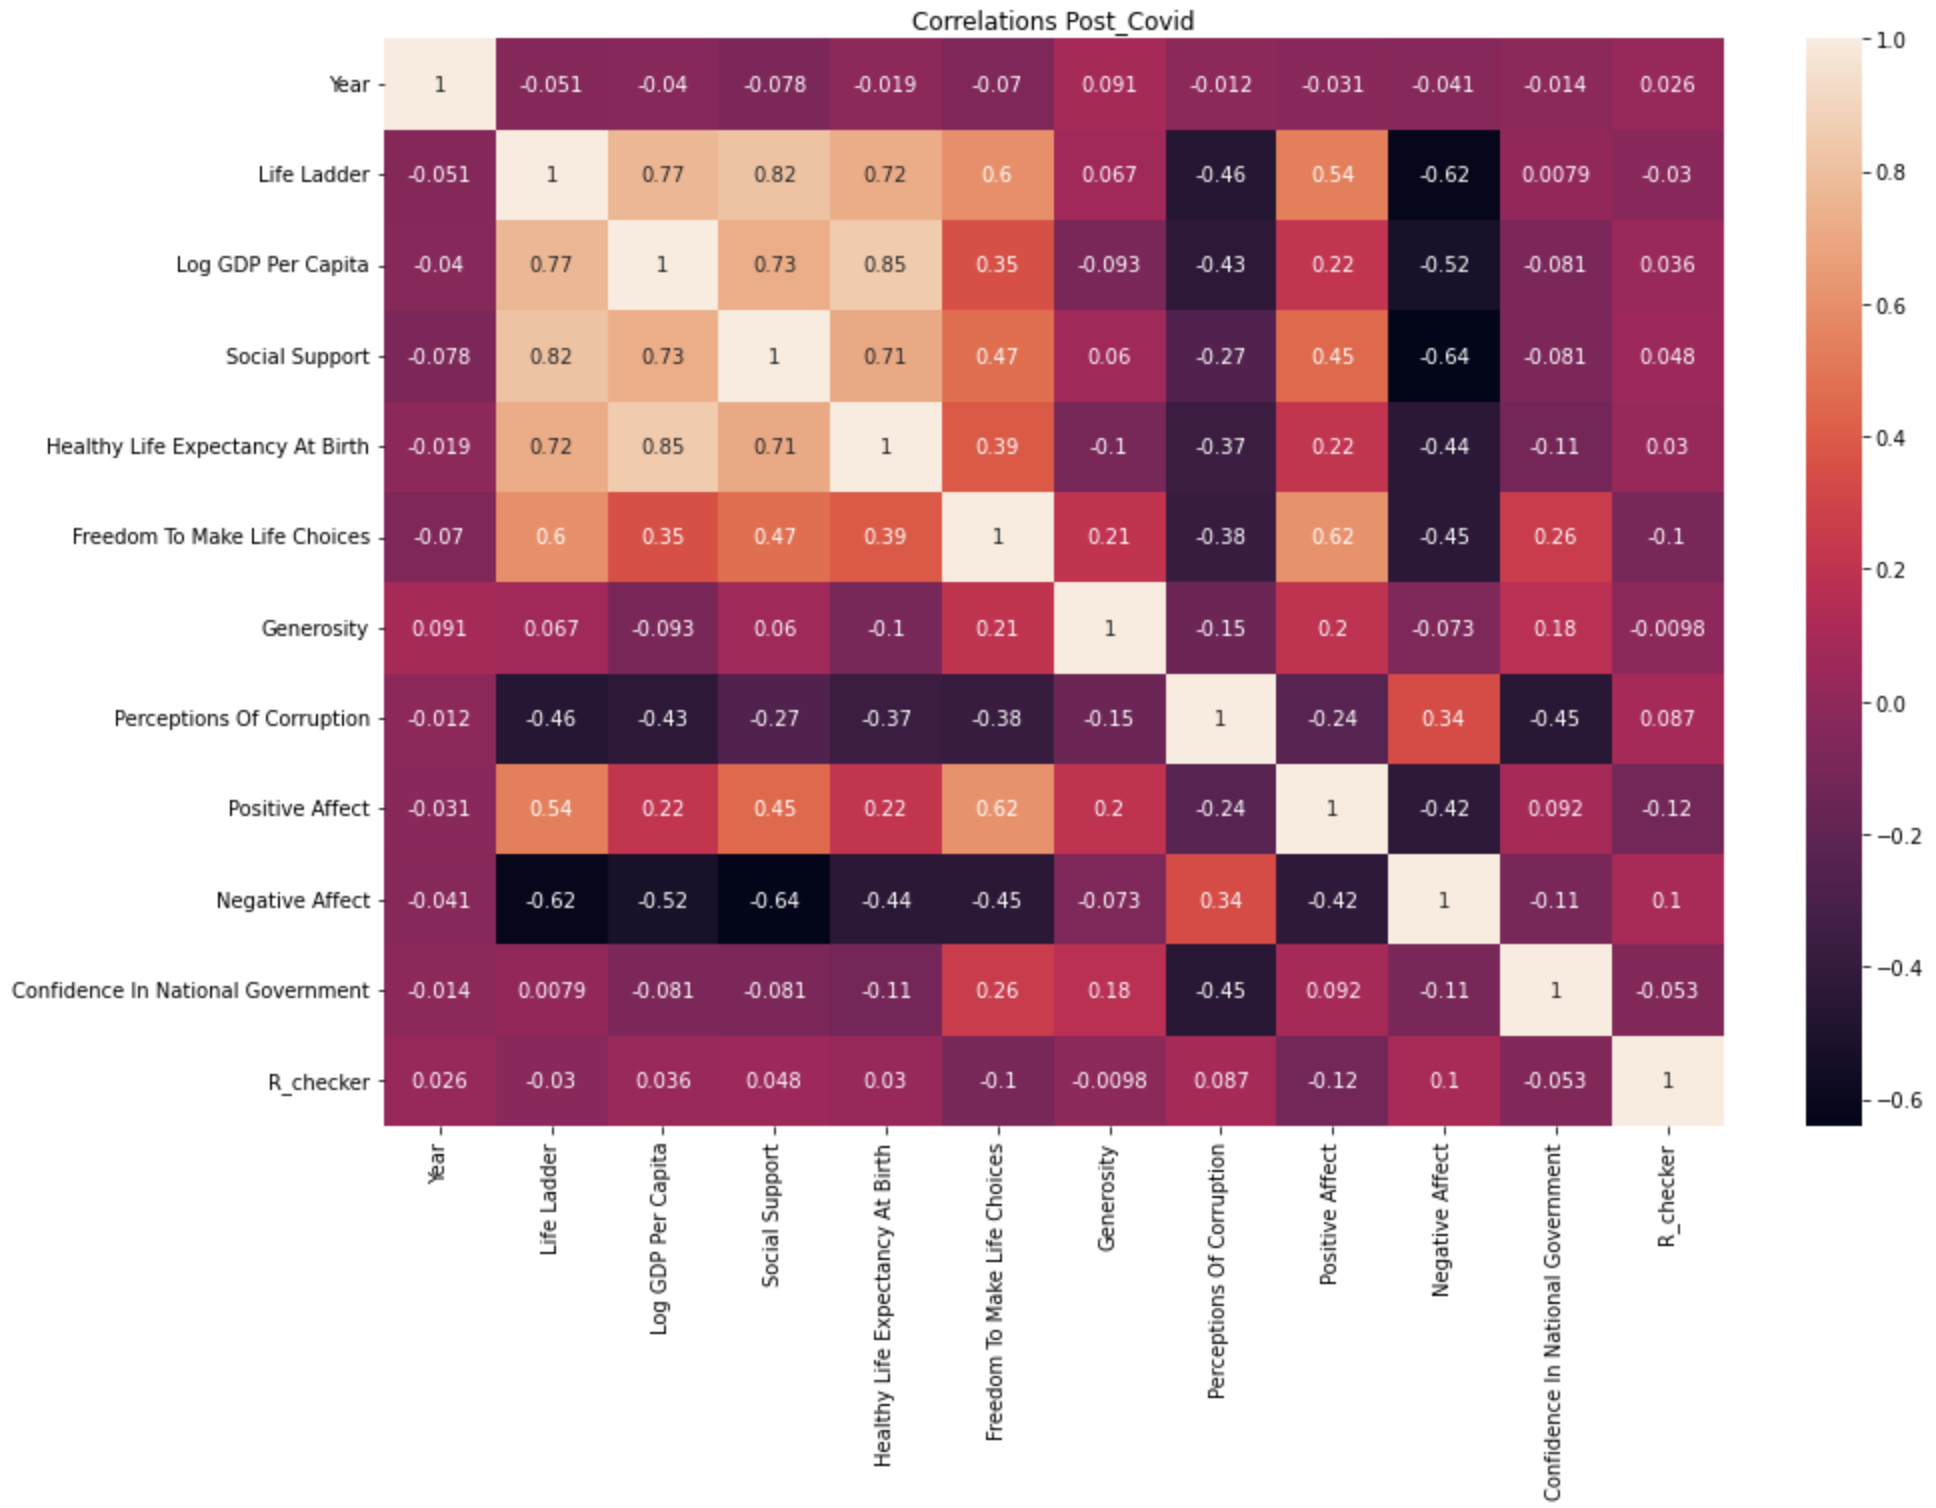 Correlations Post_Covid
Year 1 -0.051 -0.04 -0.078 -0.019 -0.07 0.091 -0.012 -0.031 -0.041 -0.014 0.026
Life Ladder -0.051 1 0.77 0.82 0.72 0.6 0.067 -0.46 0.54 -0.62 0.0079 -0.03
Log GDP Per Capita -0.04 0.77 1 0.73 0.85 0.35 -0.093 -0.43 0.22 -0.52 -0.081 0.036
Social Support -0.078 0.82 0.73 1 0.71 0.47 0.06 -0.27 0.45 -0.64 -0.081 0.048
Healthy Life Expectancy At Birth -0.019 0.72 0.85 0.71 1 0.39 -0.1 -0.37 0.22 -0.44 -0.11 0.03
Freedom To Make Life Choices -0.07 0.6 0.35 0.47 0.39 1 0.21 -0.38 0.62 -0.45 0.26 -0.1
Generosity 0.091 0.067 -0.093 0.06 -0.1 0.21 1 -0.15 0.2 -0.073 0.18 -0.0098
Perceptions Of Corruption -0.012 -0.46 -0.43 -0.27 -0.37 -0.38 -0.15 1 -0.24 0.34 -0.45 0.087
Positive Affect -0.031 0.54 0.22 0.45 0.22 0.62 0.2 -0.24 1 -0.42 0.092 -0.12
Negative Affect -0.041 -0.62 -0.52 -0.64 -0.44 -0.45 -0.073 0.34 -0.42 1 -0.11 0.1
Confidence In National Government -0.014 0.0079 -0.081 -0.081 -0.11 0.26 0.18 -0.45 0.092 -0.11 1 -0.053
R_checker 0.026 -0.03 0.036 0.048 0.03 -0.1 -0.0098 0.087 -0.12 0.1 -0.053 1
Year
Life Ladder
Log GDP Per Capita
Social Support
Healthy Life Expectancy At Birth
Freedom To Make Life Choices
Generosity
Perceptions Of Corruption
Positive Affect
Negative Affect
Confidence In National Government
R_checker
1.0
0.8
0.6
0.4
0.2
0.0
−0.2
−0.4
−0.6